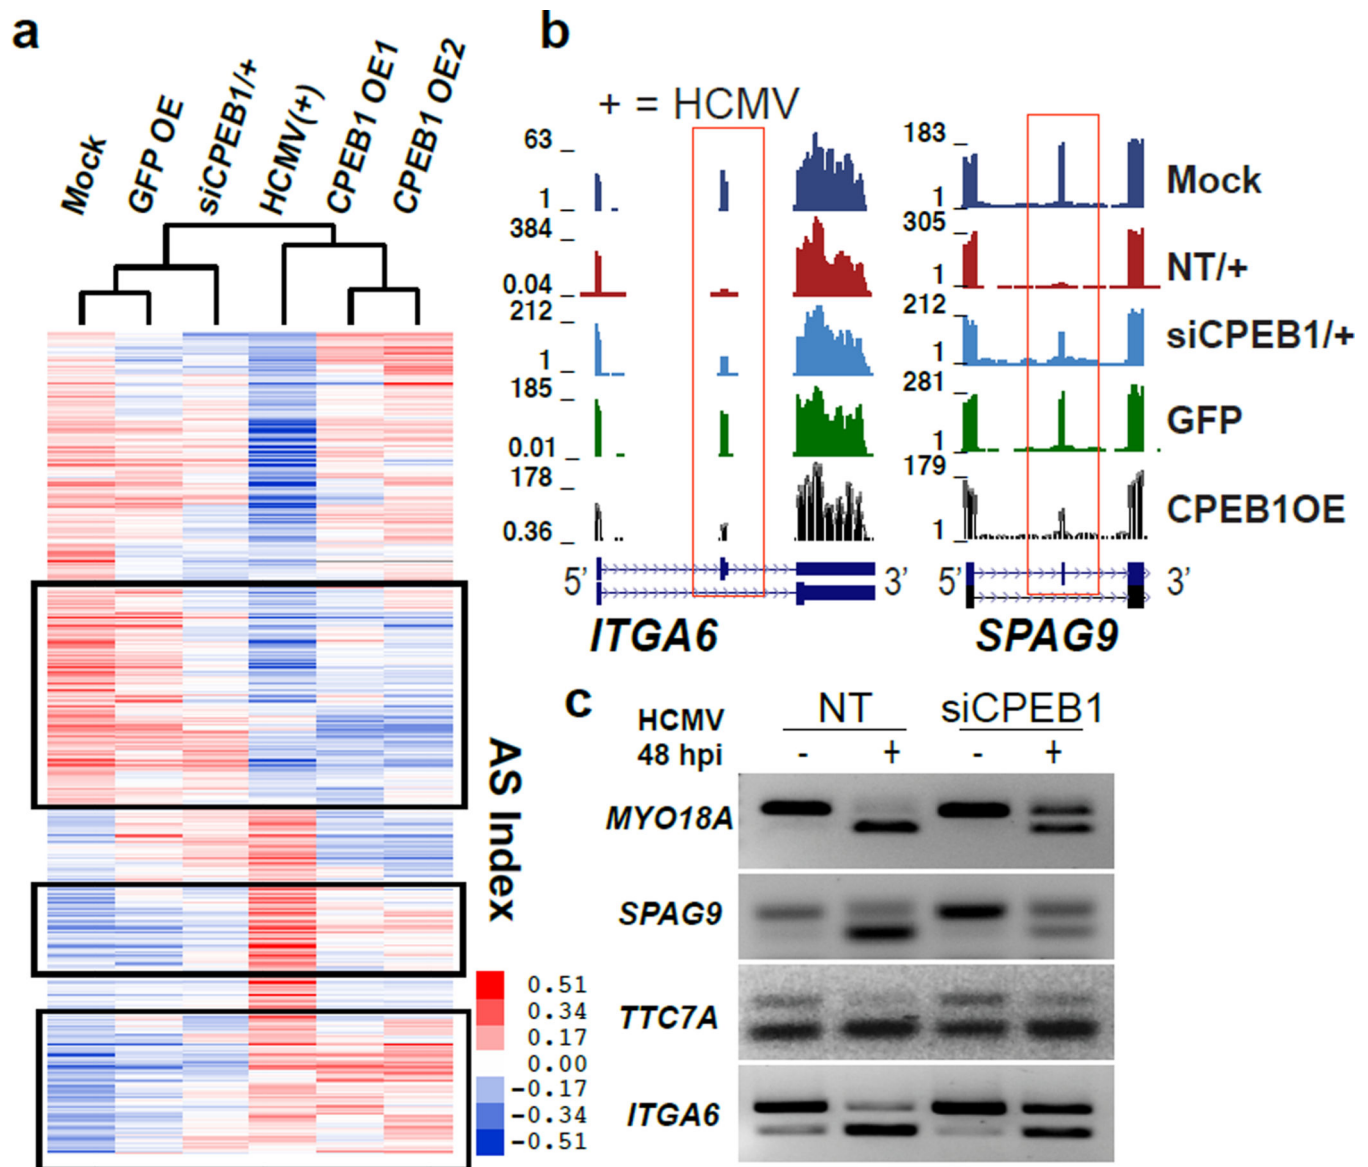 a
Mock
GFP OE
siCPEB1/+
HCMV(+)
CPEB1 OE1
CPEB1 OE2
AS Index
0.51
0.34
0.17
0.00
-0.17
-0.34
-0.51
b
+ = HCMV
63
1
384
0.04
212
1
185
0.01
178
0.36
5’
3’
ITGA6
183
1
305
1
212
1
281
1
179
1
5’
3’
SPAG9
Mock
NT/+
siCPEB1/+
GFP
CPEB1OE
c
HCMV
48 hpi
NT
siCPEB1
- + - +
MYO18A
SPAG9
TTC7A
ITGA6